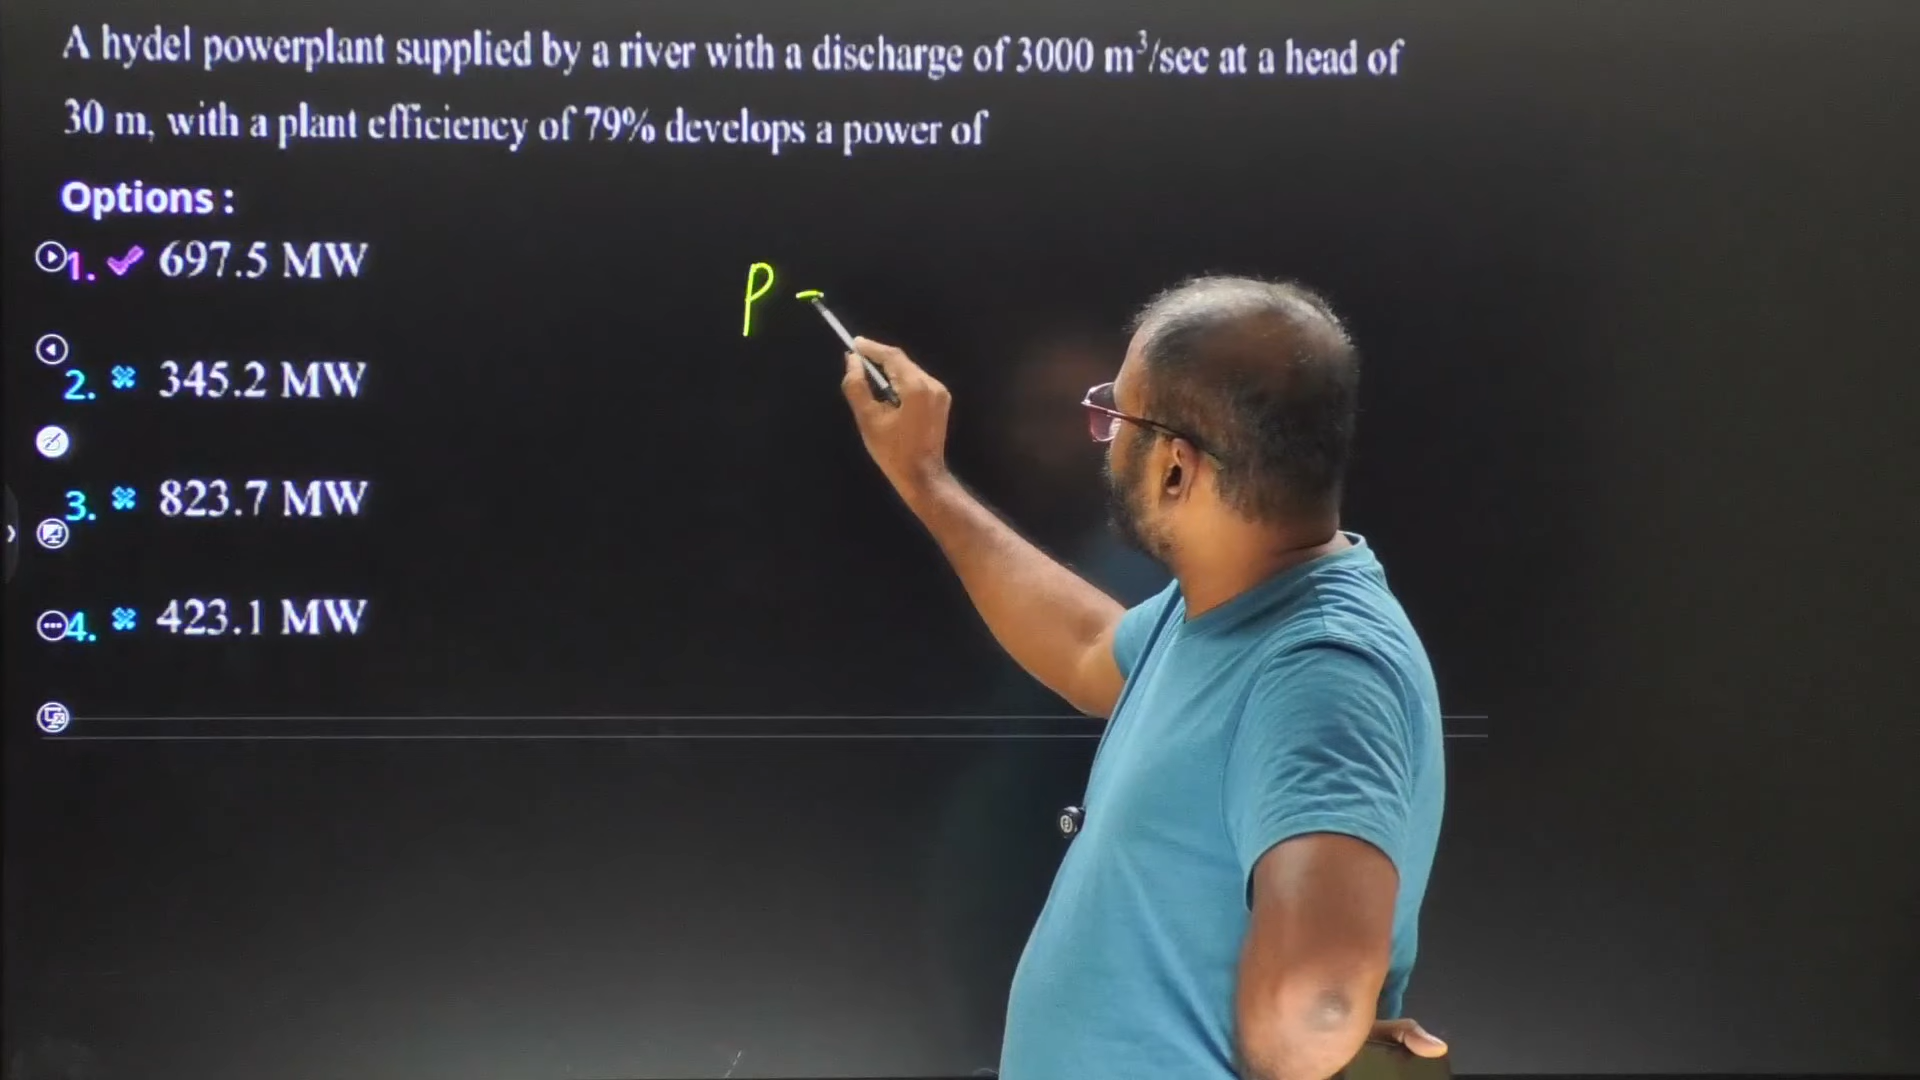 A hydel powerplant supplied by a river with a discharge of 3000 m³/sec at a head of
30 m, with a plant efficiency of 79% develops a power of
Options :
1. ✔ 697.5 MW
2. ✖ 345.2 MW
3. ✖ 823.7 MW
4. ✖ 423.1 MW
P -